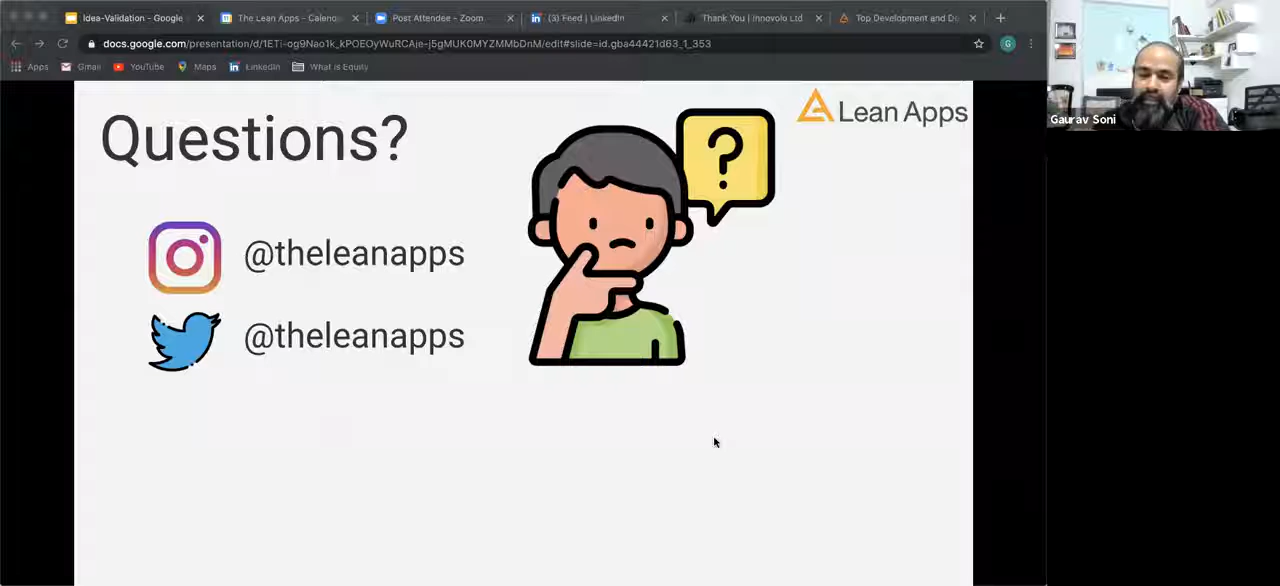 Idea-Validation - Google
The Lean Apps - Calenda
Post Attendee - Zoom
(3) Feed | LinkedIn
Thank You | Innovolo Ltd
Top Development and De
docs.google.com/presentation/d/1ETi-og9Nao1k_kPOEOyWuRCAje-j5gMUK0MYZMMbDnM/edit#slide=id.gba44421d63_1_353
G
Apps
Gmail
YouTube
Maps
LinkedIn
What is Equity
Gaurav Soni
Questions?
?
Lean Apps
@theleanapps
@theleanapps